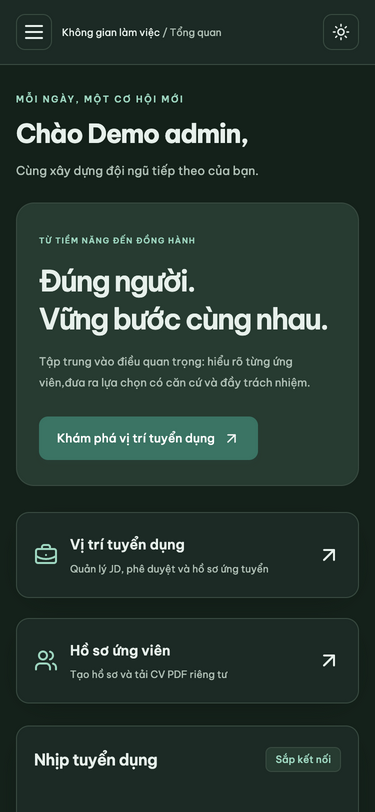 Không gian làm việc / Tổng quan
MỖI NGÀY, MỘT CƠ HỘI MỚI
Chào Demo admin,
Cùng xây dựng đội ngũ tiếp theo của bạn.
TỪ TIỀM NĂNG ĐẾN ĐỒNG HÀNH
Đúng người.
Vững bước cùng nhau.
Tập trung vào điều quan trọng: hiểu rõ từng ứng
viên,đưa ra lựa chọn có căn cứ và đầy trách nhiệm.
Khám phá vị trí tuyển dụng
Vị trí tuyển dụng
Quản lý JD, phê duyệt và hồ sơ ứng tuyển
Hồ sơ ứng viên
Tạo hồ sơ và tải CV PDF riêng tư
Nhịp tuyển dụng
Sắp kết nối